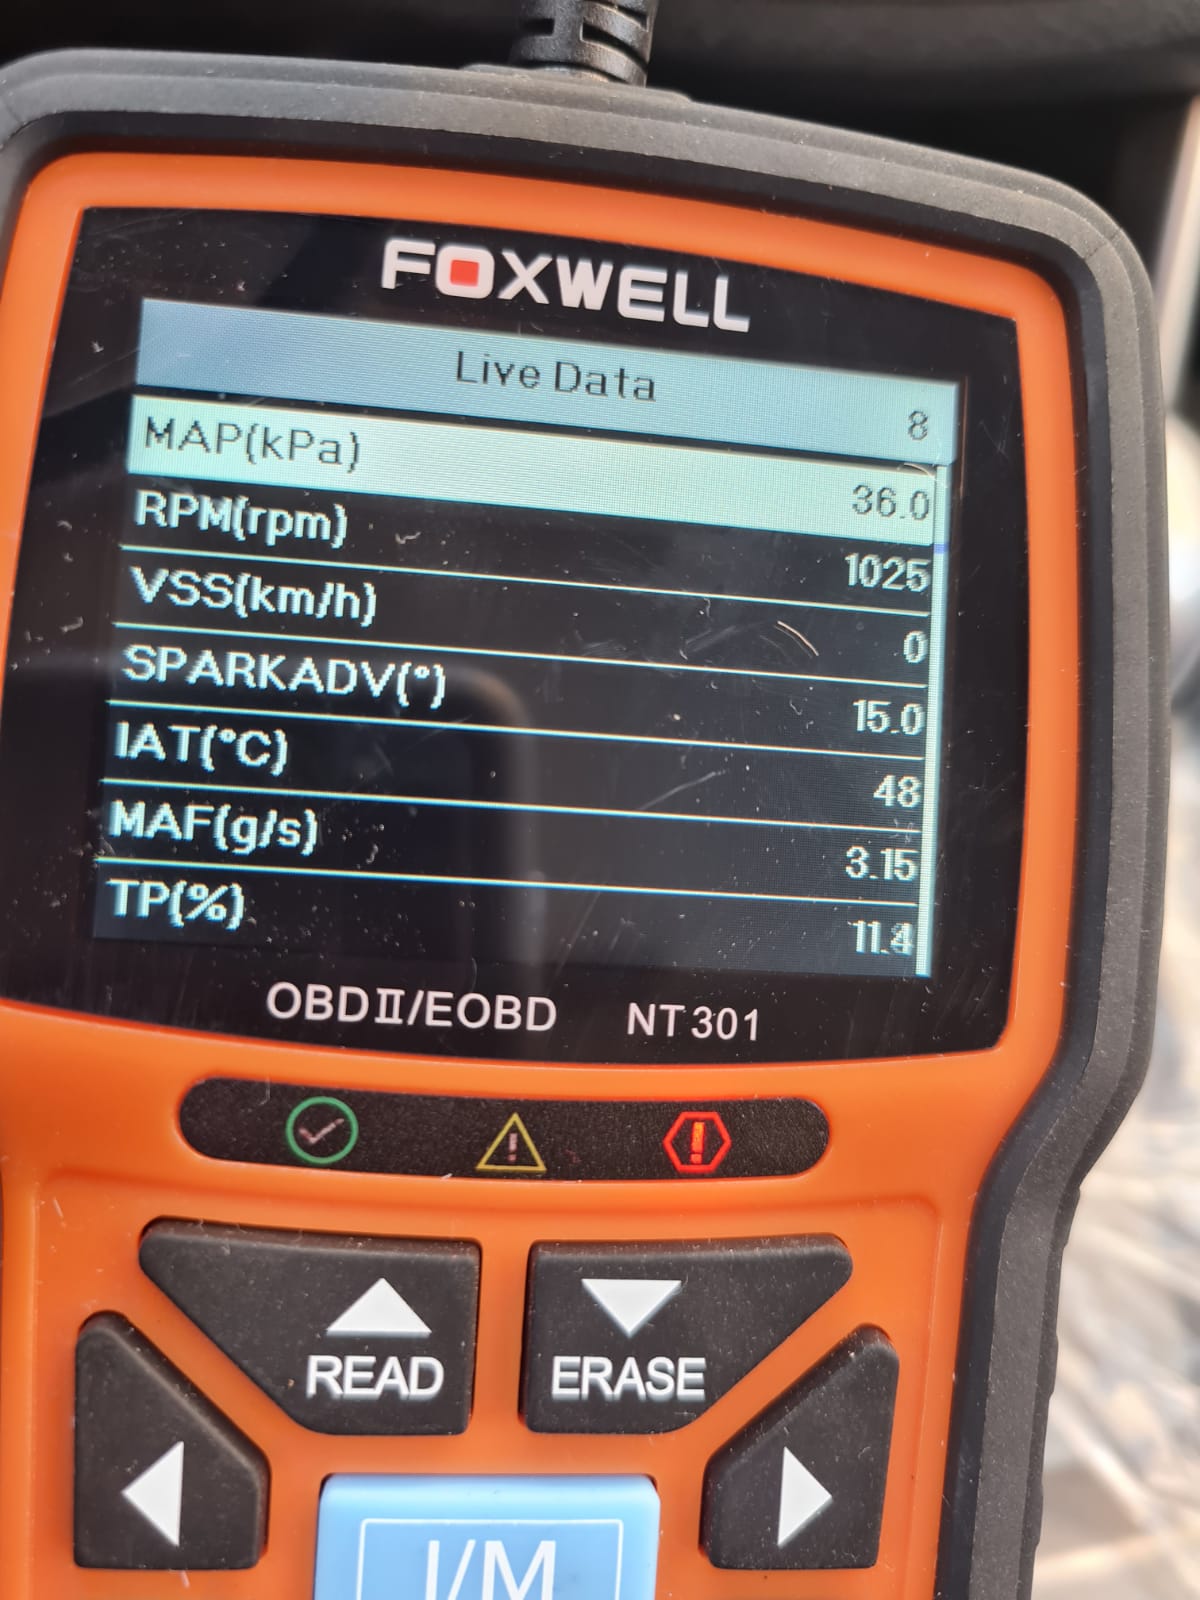 FOXWELL
Live Data 8
MAP(kPa) 36.0
RPM(rpm) 1025
VSS(km/h) 0
SPARKADV(°) 15.0
IAT(°C) 48
MAF(g/s) 3.15
TP(%) 11.4
OBDII/EOBD NT301
READ ERASE
I/M